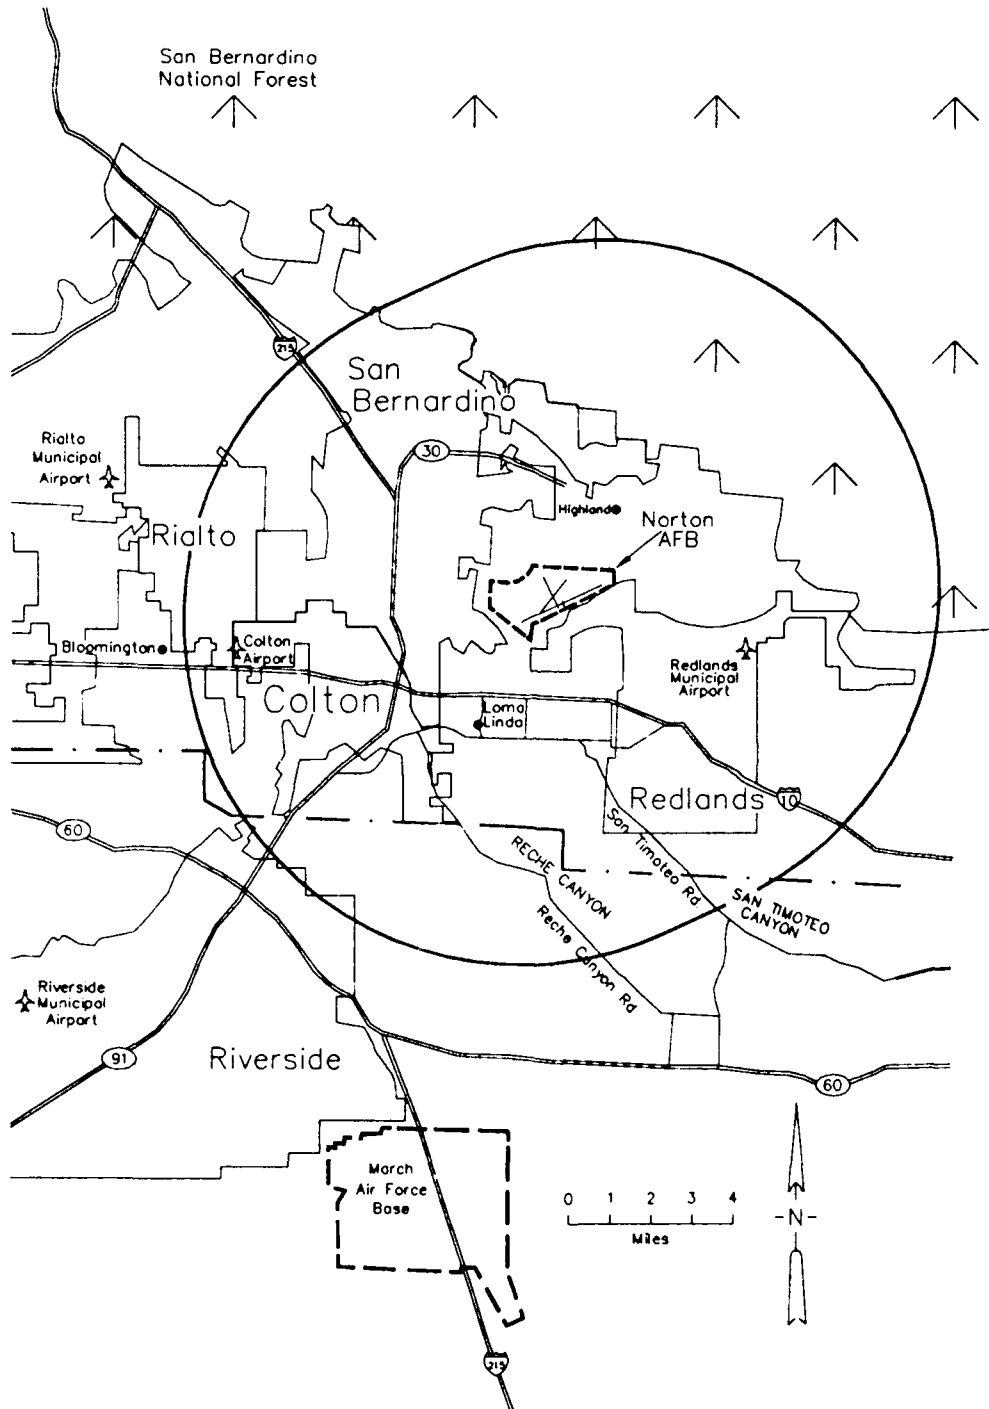 San Bernardino
National Forest
215
San
Bernardino
Rialto
Municipal
Airport
30
Highland
Norton
AFB
Rialto
Bloomington
Colton
Airport
Redlands
Municipal
Airport
Colton
Loma
Linda
Redlands
10
60
San Timoteo Rd.
RECHE CANYON
SAN TIMOTEO
CANYON
Reche Canyon Rd
Riverside
Municipal
Airport
91
Riverside
60
March
Air Force
Base
0 1 2 3 4
Miles
-N-
215